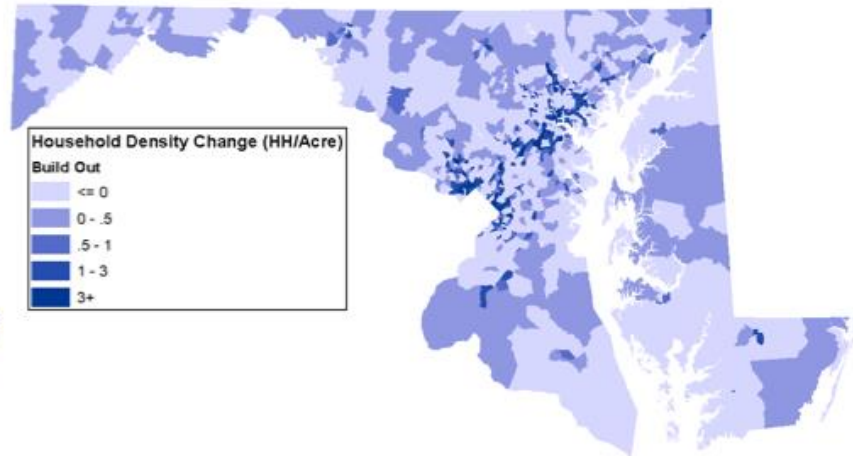 Household Density Change (HH/Acre)
Build Out
<= 0
0 - .5
.5 - 1
1 - 3
3+